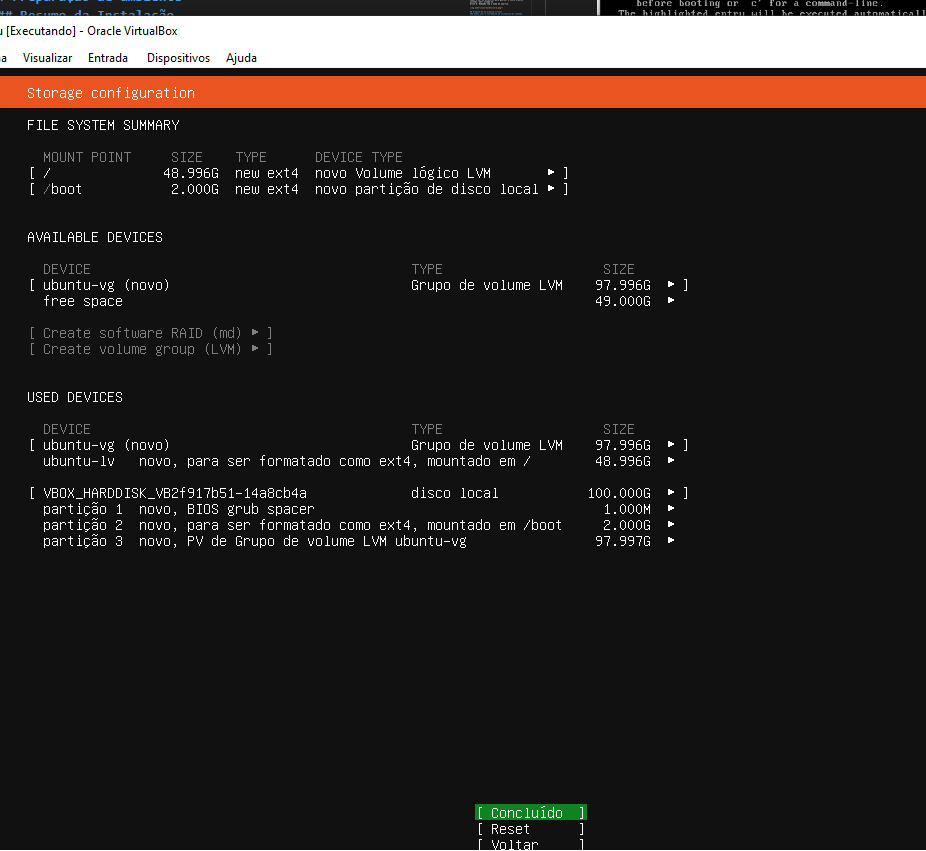 ## Resumo da Instalação
before booting or `c' for a command-line.
The highlighted entry will be executed automaticall
[Executando] - Oracle VirtualBox
Visualizar Entrada Dispositivos Ajuda
Storage configuration
FILE SYSTEM SUMMARY
MOUNT POINT SIZE TYPE DEVICE TYPE
[ / 48.996G new ext4 novo Volume lógico LVM ▸ ]
[ /boot 2.000G new ext4 novo partição de disco local ▸ ]
AVAILABLE DEVICES
DEVICE TYPE SIZE
[ ubuntu-vg (novo) Grupo de volume LVM 97.996G ▸ ]
free space 49.000G ▸
[ Create software RAID (md) ▸ ]
[ Create volume group (LVM) ▸ ]
USED DEVICES
DEVICE TYPE SIZE
[ ubuntu-vg (novo) Grupo de volume LVM 97.996G ▸ ]
ubuntu-lv novo, para ser formatado como ext4, mountado em / 48.996G ▸
[ VBOX_HARDDISK_VB2f917b51-14a8cb4a disco local 100.000G ▸ ]
partição 1 novo, BIOS grub spacer 1.000M ▸
partição 2 novo, para ser formatado como ext4, mountado em /boot 2.000G ▸
partição 3 novo, PV de Grupo de volume LVM ubuntu-vg 97.997G ▸
[ Concluído ]
[ Reset ]
[ Voltar ]